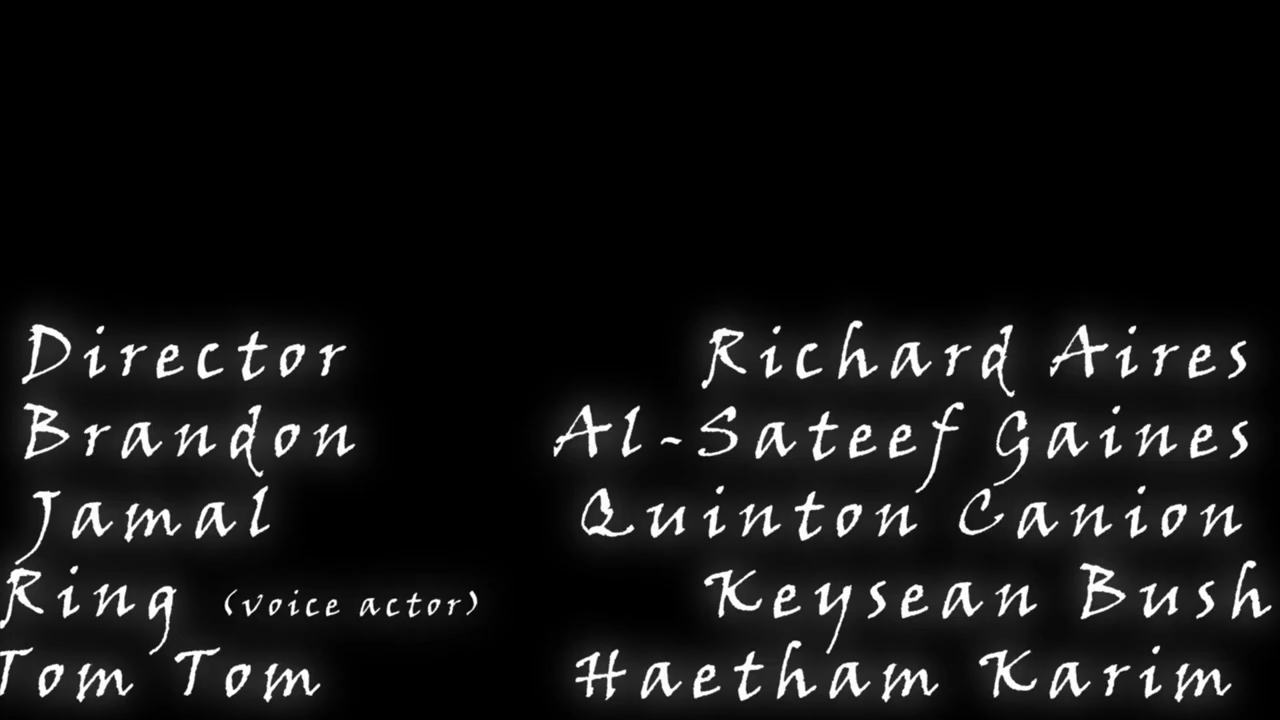 Director Richard Aires
Brandon Al-Sateef Gaines
Jamal Quinton Canion
Ring (voice actor) Keysean Bush
Tom Tom Haetham Karim